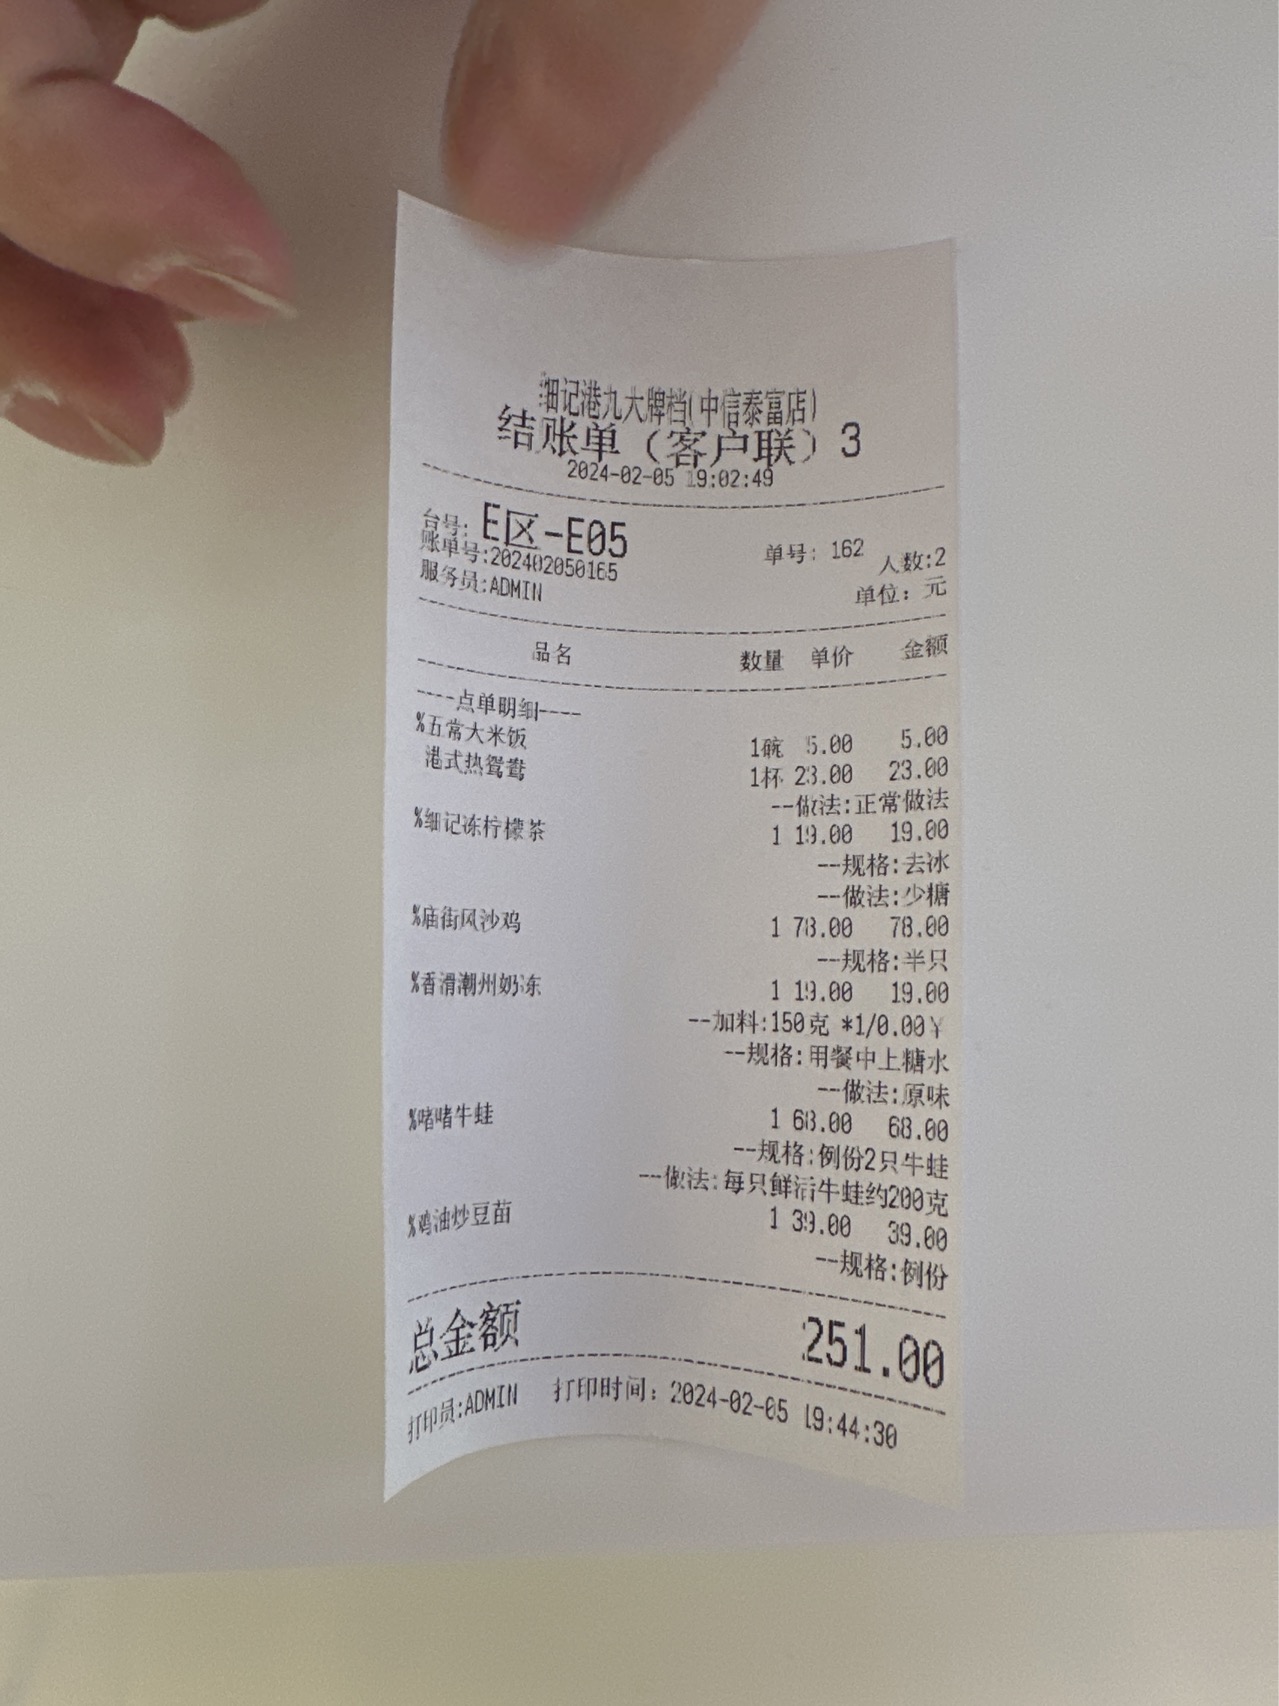 细记港九大牌档(中信泰富店)
结账单（客户联）3
2024-02-05 19:02:49
台号: E区-E05 单号: 162
账单号:202402050165 人数:2
服务员:ADMIN 单位: 元
品名 数量 单价 金额
----点单明细----
%五常大米饭 1碗 5.00 5.00
港式热鸳鸯 1杯 23.00 23.00
--做法:正常做法
%细记冻柠檬茶 1 19.00 19.00
--规格:去冰
--做法:少糖
%庙街风沙鸡 1 78.00 78.00
--规格:半只
%香滑潮州奶冻 1 19.00 19.00
--加料:150克 *1/0.00¥
--规格:用餐中上糖水
--做法:原味
%啫啫牛蛙 1 68.00 68.00
--规格:例份2只牛蛙
--做法:每只鲜活牛蛙约200克
%鸡油炒豆苗 1 39.00 39.00
--规格:例份
总金额 251.00
打印员:ADMIN 打印时间: 2024-02-05 19:44:30